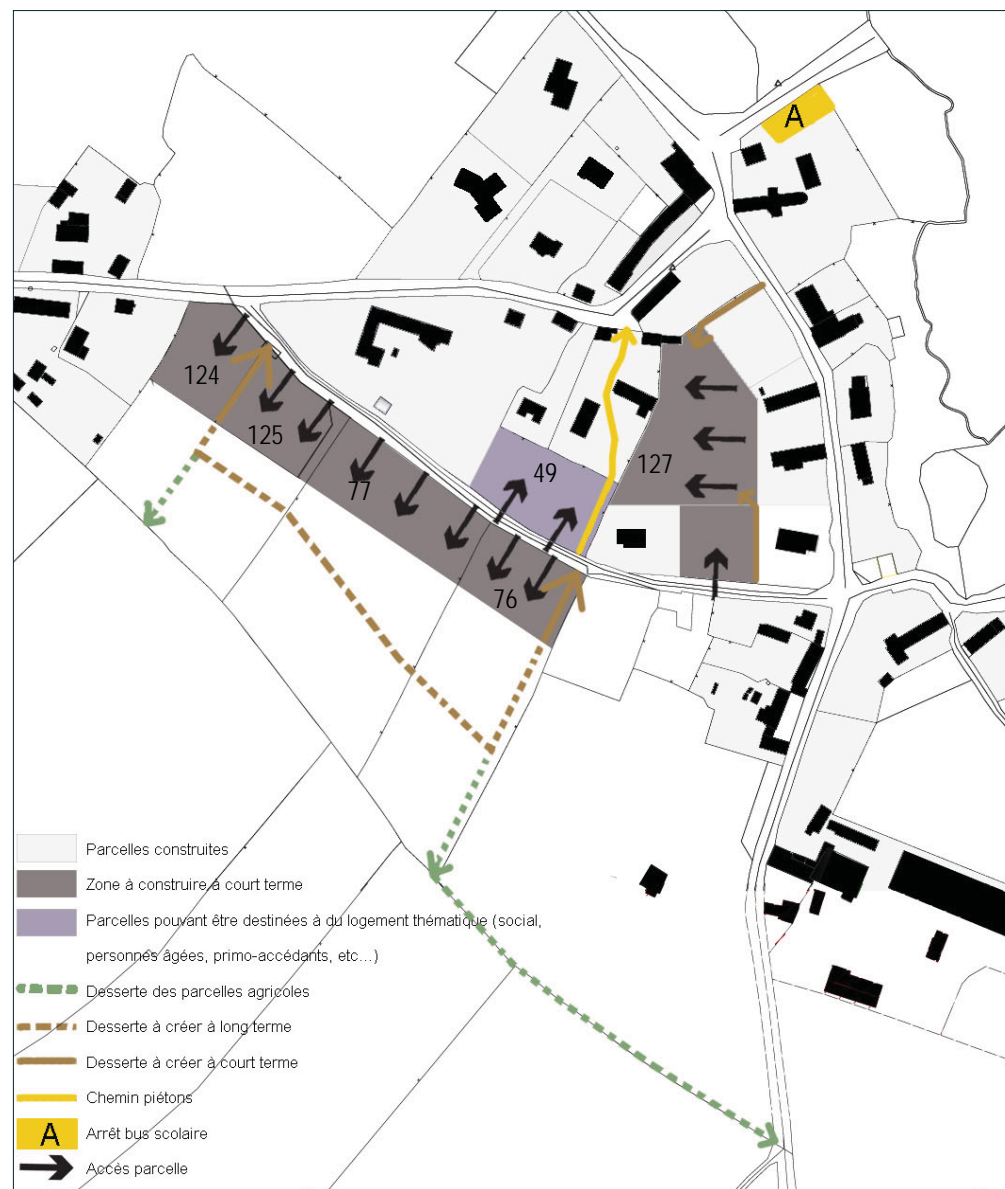 A
124
125
77
49
127
76
Parcelles construites
Zone à construire à court terme
Parcelles pouvant être destinées à du logement thématique (social,
personnes âgées, primo-accédants, etc...)
Desserte des parcelles agricoles
Desserte à créer à long terme
Desserte à créer à court terme
Chemin piétons
A Arrêt bus scolaire
Accès parcelle